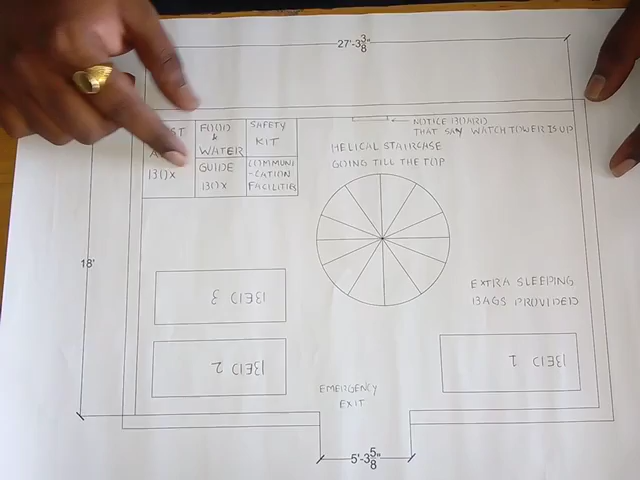 27'-3 3/8"
NOTICE BOARD
THAT SAY WATCH TOWER IS UP
FOOD
&
WATER
SAFETY
KIT
BOX
GUIDE
BOX
COMMUNI
-CATION
FACILITIES
HELICAL STAIRCASE
GOING TILL THE TOP
18'
EXTRA SLEEPING
BAGS PROVIDED
BED 3
BED 2
BED 1
EMERGENCY
EXIT
5'-3 5/8"